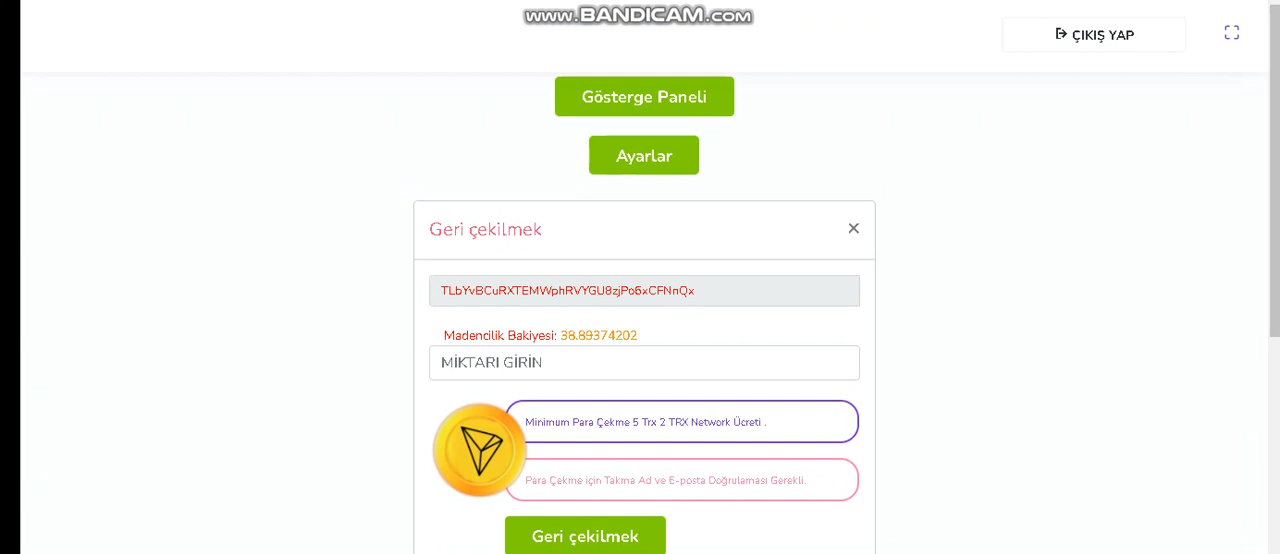 www.BANDICAM.com
ÇIKIŞ YAP
Gösterge Paneli
Ayarlar
Geri çekilmek
TLbYvBCuRXTEMWphRVYGU8zjPo6xCFNnQx
Madencilik Bakiyesi: 38.89374202
MİKTARI GİRİN
Minimum Para Çekme 5 Trx 2 TRX Network Ücreti .
Para Çekme için Takma Ad ve E-posta Doğrulaması Gerekli.
Geri çekilmek